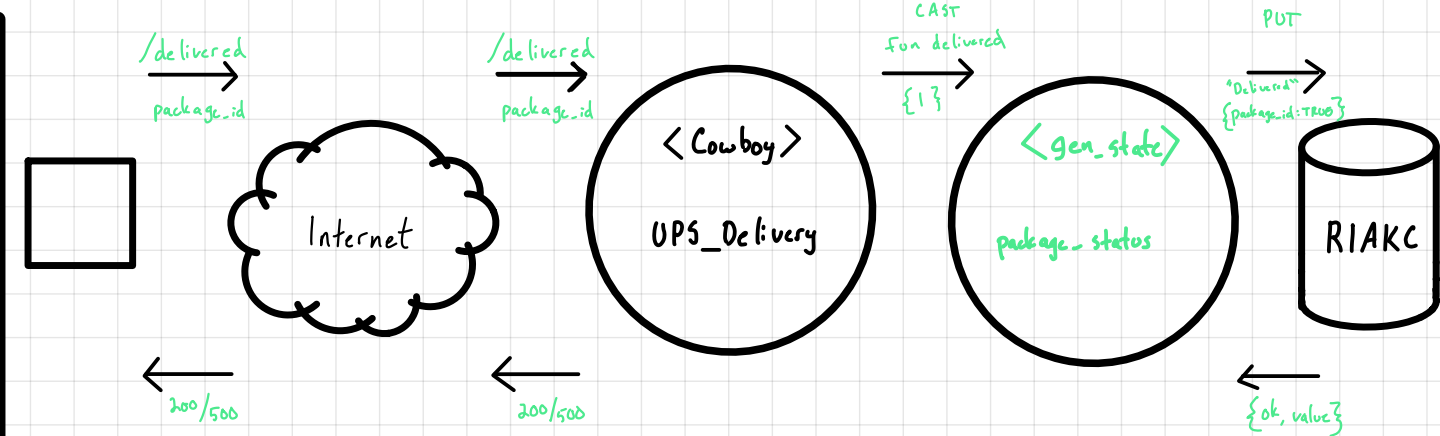 /delivered
package_id
Internet
200/500
/delivered
package_id
<Cowboy>
UPS_Delivery
200/500
CAST
fun delivered
{1}
<gen_state>
package_status
PUT
"Delivered"
{package_id:TRUE}
RIAKC
{ok, value}